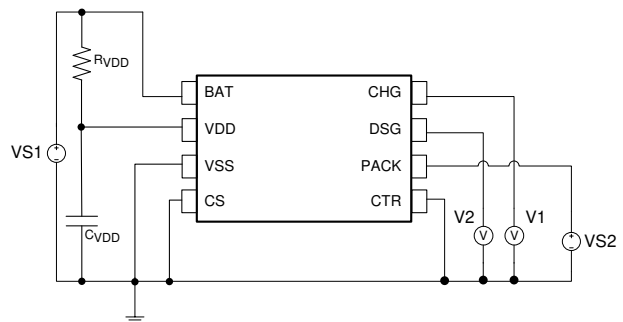 RVDD
BAT
CHG
VDD
DSG
VS1
VSS
PACK
CS
CTR
V2
V1
V
V
VS2
CVDD